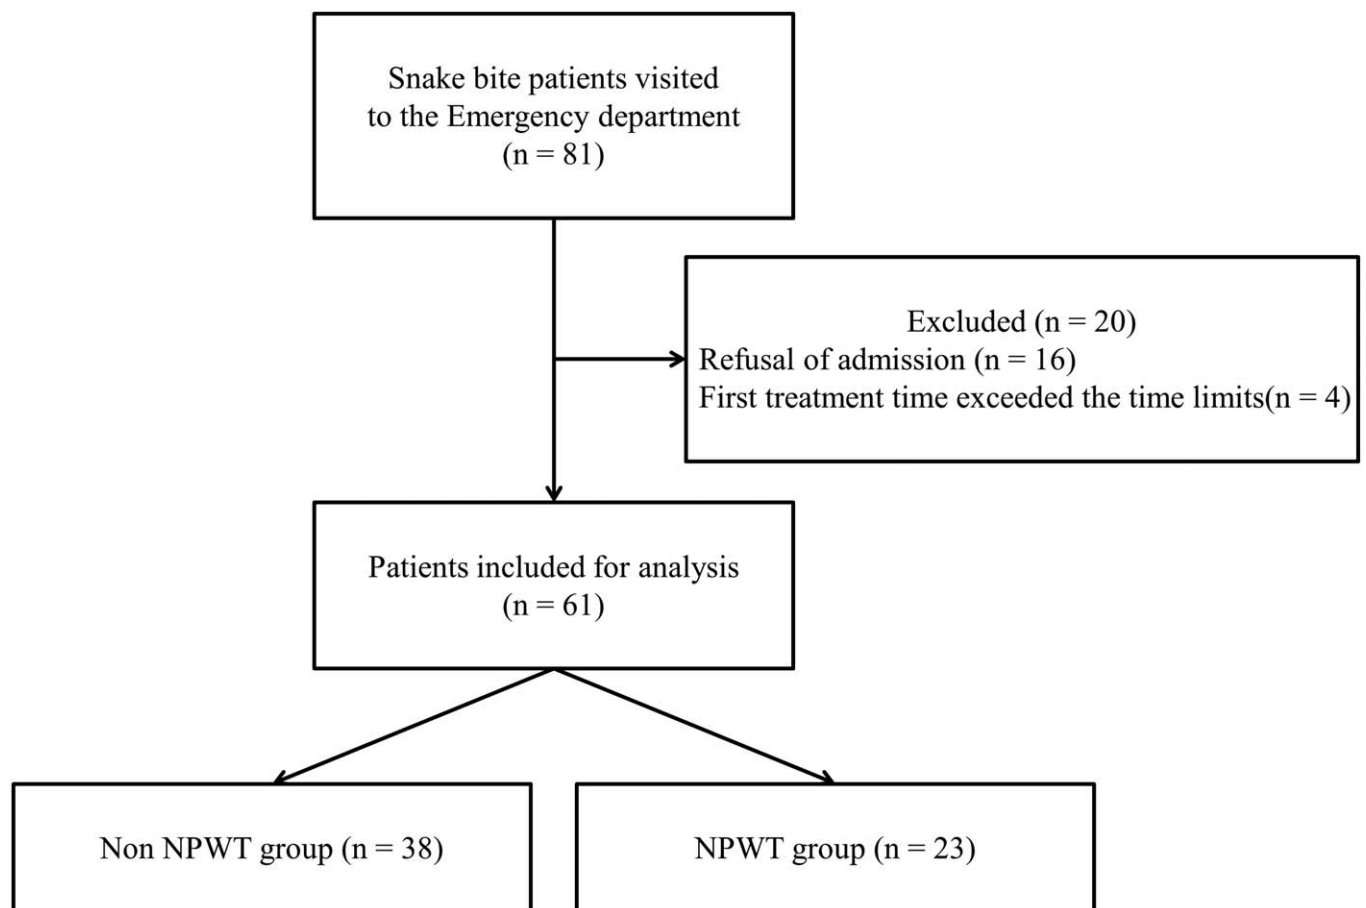 Snake bite patients visited
to the Emergency department
(n = 81)
Excluded (n = 20)
Refusal of admission (n = 16)
First treatment time exceeded the time limits(n = 4)
Patients included for analysis
(n = 61)
Non NPWT group (n = 38)
NPWT group (n = 23)